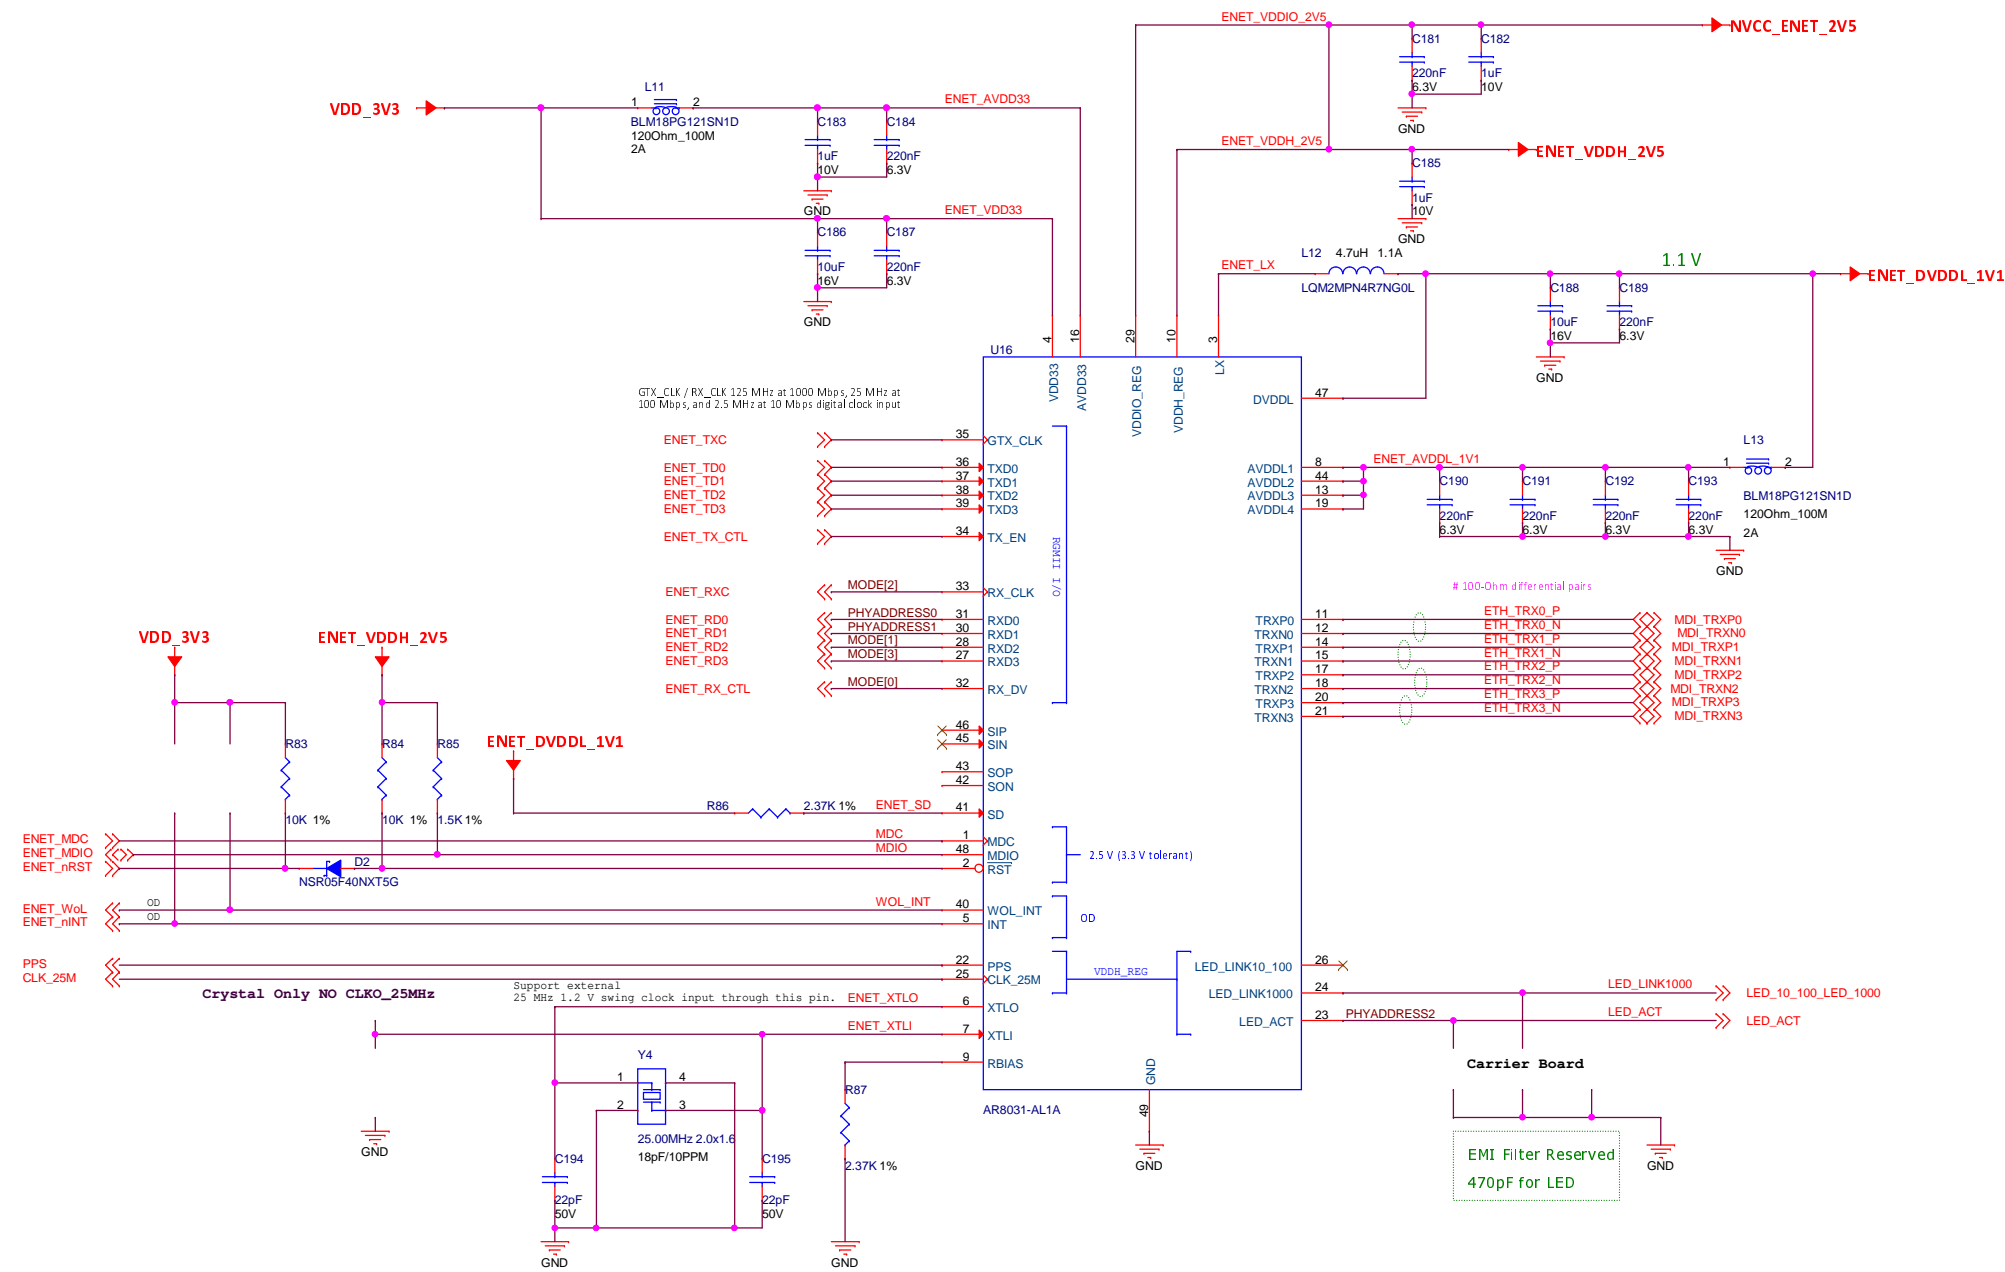 ENET_VDDIO_2V5
NVCC_ENET_2V5
C181
220nF
6.3V
C182
1uF
10V
GND
VDD_3V3
L11
1
2
BLM18PG121SN1D
120Ohm_100M
2A
ENET_AVDD33
C183
1uF
10V
C184
220nF
6.3V
GND
ENET_VDDH_2V5
ENET_VDDH_2V5
C185
1uF
10V
GND
ENET_VDD33
C186
10uF
16V
C187
220nF
6.3V
GND
ENET_LX
L12 4.7uH 1.1A
LQM2MPN4R7NG0L
1.1 V
ENET_DVDDL_1V1
C188
10uF
16V
C189
220nF
6.3V
GND
4
16
29
10
3
U16
VDD33
AVDD33
VDDIO_REG
VDDH_REG
LX
DVDDL
47
GTX_CLK / RX_CLK 125 MHz at 1000 Mbps, 25 MHz at
100 Mbps, and 2.5 MHz at 10 Mbps digital clock input
ENET_TXC
35
GTX_CLK
ENET_TD0
36
TXD0
ENET_TD1
37
TXD1
ENET_TD2
38
TXD2
ENET_TD3
39
TXD3
ENET_TX_CTL
34
TX_EN
RGMII I/O
ENET_RXC
MODE[2]
33
RX_CLK
ENET_RD0
PHYADDRESS0
31
RXD0
ENET_RD1
PHYADDRESS1
30
RXD1
ENET_RD2
MODE[1]
28
RXD2
ENET_RD3
MODE[3]
27
RXD3
ENET_RX_CTL
MODE[0]
32
RX_DV
AVDDL1
8
ENET_AVDDL_1V1
AVDDL2
44
AVDDL3
13
AVDDL4
19
C190
220nF
6.3V
C191
220nF
6.3V
C192
220nF
6.3V
C193
220nF
6.3V
GND
L13
1
2
BLM18PG121SN1D
120Ohm_100M
2A
# 100-Ohm differential pairs
TRXP0
11
ETH_TRX0_P
MDI_TRXP0
TRXN0
12
ETH_TRX0_N
MDI_TRXN0
TRXP1
14
ETH_TRX1_P
MDI_TRXP1
TRXN1
15
ETH_TRX1_N
MDI_TRXN1
TRXP2
17
ETH_TRX2_P
MDI_TRXP2
TRXN2
18
ETH_TRX2_N
MDI_TRXN2
TRXP3
20
ETH_TRX3_P
MDI_TRXP3
TRXN3
21
ETH_TRX3_N
MDI_TRXN3
VDD_3V3
ENET_VDDH_2V5
ENET_DVDDL_1V1
R83
10K 1%
R84
10K 1%
R85
1.5K 1%
46
SIP
45
SIN
43
SOP
42
SON
R86
2.37K 1%
ENET_SD
41
SD
ENET_MDC
MDC
1
MDC
ENET_MDIO
MDIO
48
MDIO
ENET_nRST
D2
NSR05F40NXT5G
2
RST
2.5 V (3.3 V tolerant)
ENET_WoL
OD
WOL_INT
40
WOL_INT
ENET_nINT
OD
5
INT
OD
PPS
22
PPS
CLK_25M
25
CLK_25M
VDDH_REG
Crystal Only NO CLKO_25MHz
Support external
25 MHz 1.2 V swing clock input through this pin.
ENET_XTLO
6
XTLO
ENET_XTLI
7
XTLI
9
RBIAS
LED_LINK10_100
26
LED_LINK1000
24
LED_LINK1000
LED_10_100_LED_1000
LED_ACT
23
PHYADDRESS2
LED_ACT
LED_ACT
Carrier Board
Y4
1
4
2
3
25.00MHz 2.0x1.6
18pF/10PPM
R87
2.37K 1%
GND
49
AR8031-AL1A
GND
GND
C194
22pF
50V
C195
22pF
50V
GND
GND
GND
EMI Filter Reserved
470pF for LED